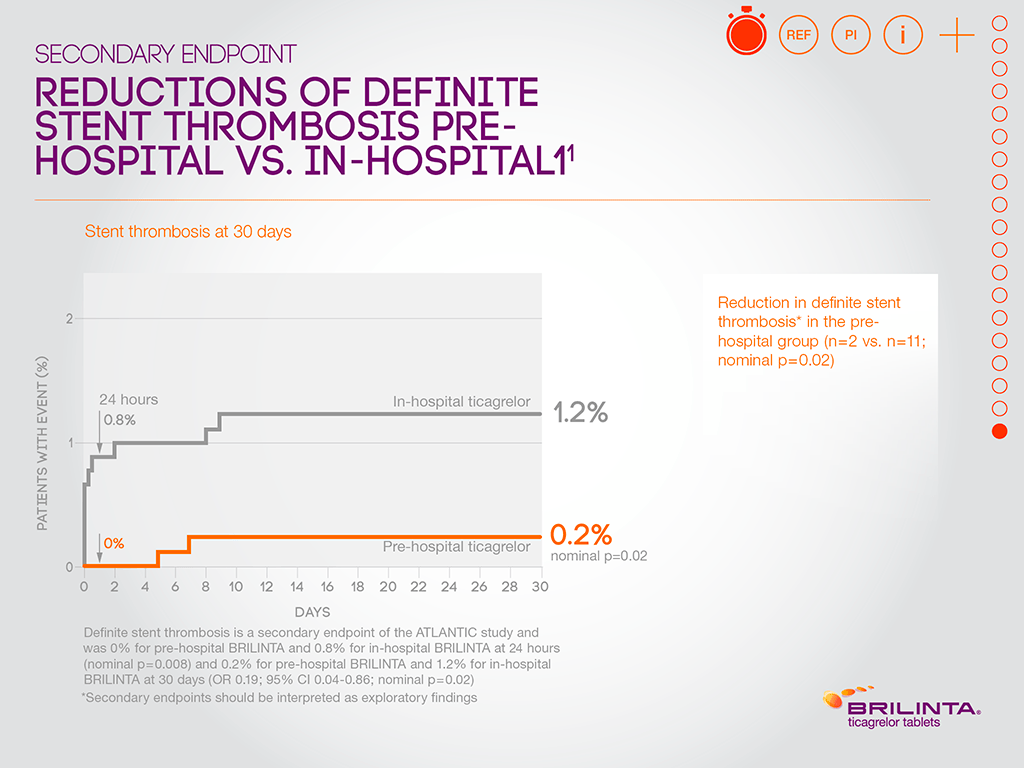 REF
PI
i
SECONDARY ENDPOINT
REDUCTIONS OF DEFINITE
STENT THROMBOSIS PRE-
HOSPITAL VS. IN-HOSPITAL1¹
Stent thrombosis at 30 days
PATIENTS WITH EVENT (%)
2
1
0
24 hours
0.8%
In-hospital ticagrelor
1.2%
0%
Pre-hospital ticagrelor
0.2%
nominal p=0.02
0 2 4 6 8 10 12 14 16 18 20 22 24 26 28 30
DAYS
Reduction in definite stent
thrombosis* in the pre-
hospital group (n=2 vs. n=11;
nominal p=0.02)
Definite stent thrombosis is a secondary endpoint of the ATLANTIC study and
was 0% for pre-hospital BRILINTA and 0.8% for in-hospital BRILINTA at 24 hours
(nominal p=0.008) and 0.2% for pre-hospital BRILINTA and 1.2% for in-hospital
BRILINTA at 30 days (OR 0.19; 95% CI 0.04-0.86; nominal p=0.02)
*Secondary endpoints should be interpreted as exploratory findings
BRILINTA®
ticagrelor tablets